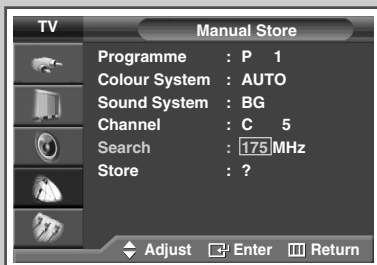 TV Manual Store
Programme : P 1
Colour System : AUTO
Sound System : BG
Channel : C 5
Search : 175 MHz
Store : ?
Adjust Enter Return